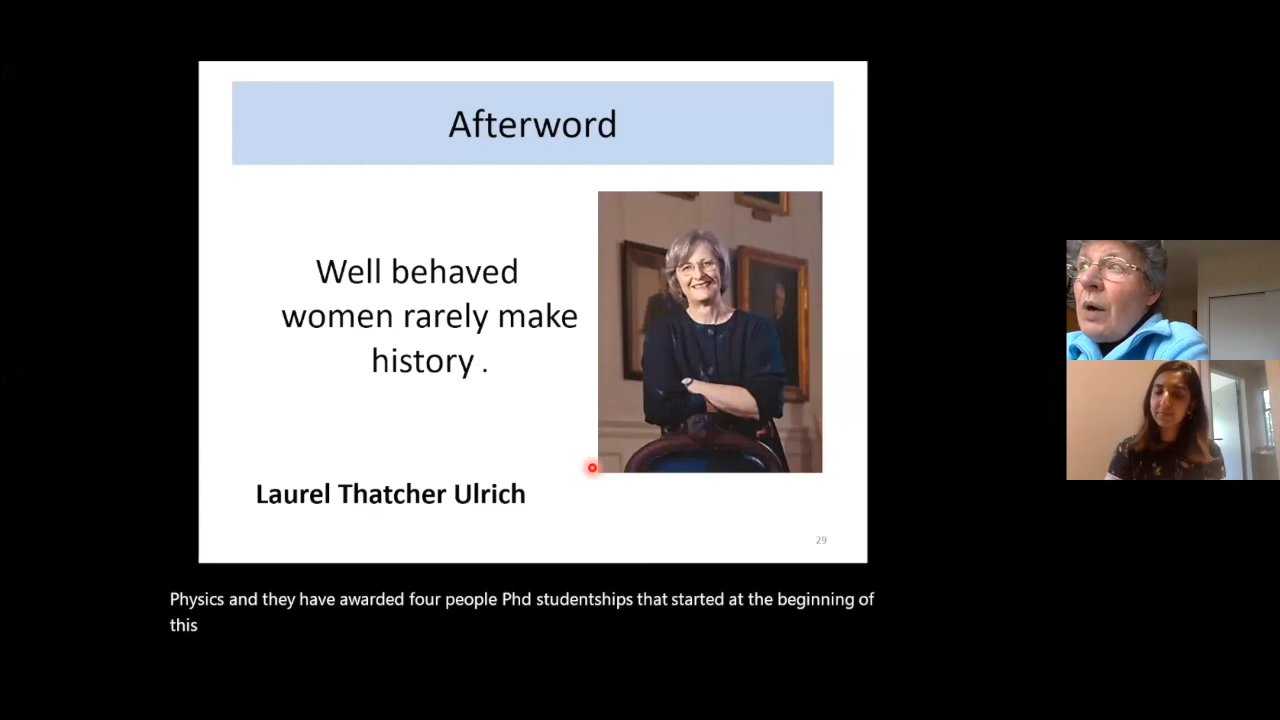 Afterword
Well behaved
women rarely make
history .
Laurel Thatcher Ulrich
29
Physics and they have awarded four people Phd studentships that started at the beginning of
this